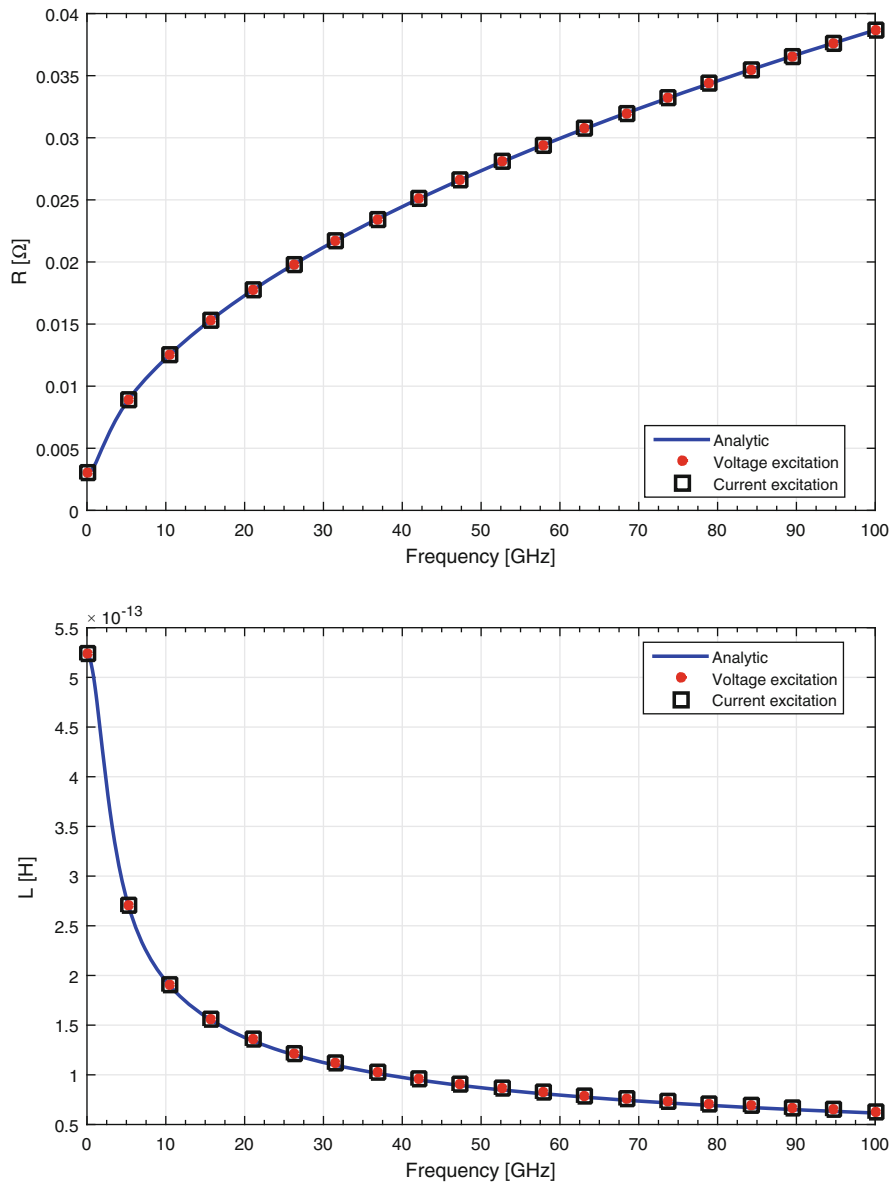 0.04
0.035
0.03
0.025
0.02
0.015
0.01
0.005
0
R [Ω]
Analytic
Voltage excitation
Current excitation
0 10 20 30 40 50 60 70 80 90 100
Frequency [GHz]
× 10⁻¹³
5.5
5
4.5
4
3.5
3
2.5
2
1.5
1
0.5
L [H]
Analytic
Voltage excitation
Current excitation
0 10 20 30 40 50 60 70 80 90 100
Frequency [GHz]